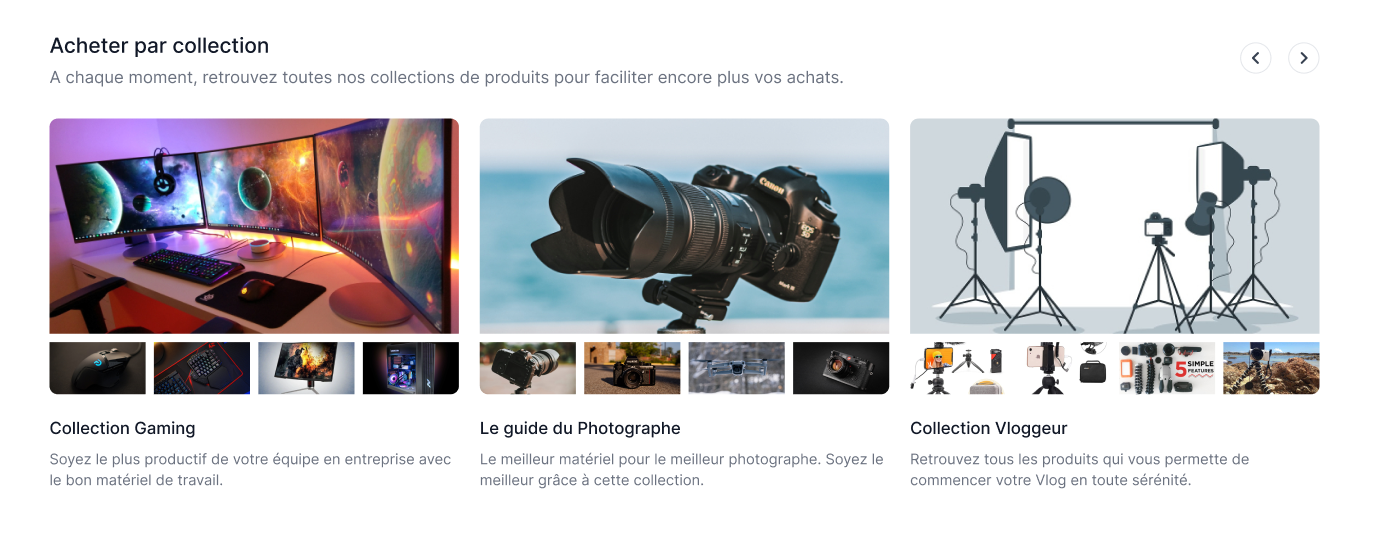 Acheter par collection
A chaque moment, retrouvez toutes nos collections de produits pour faciliter encore plus vos achats.
Canon
5 SIMPLE
FEATURES
Collection Gaming
Soyez le plus productif de votre équipe en entreprise avec
le bon matériel de travail.
Le guide du Photographe
Le meilleur matériel pour le meilleur photographe. Soyez le
meilleur grâce à cette collection.
Collection Vloggeur
Retrouvez tous les produits qui vous permette de
commencer votre Vlog en toute sérénité.